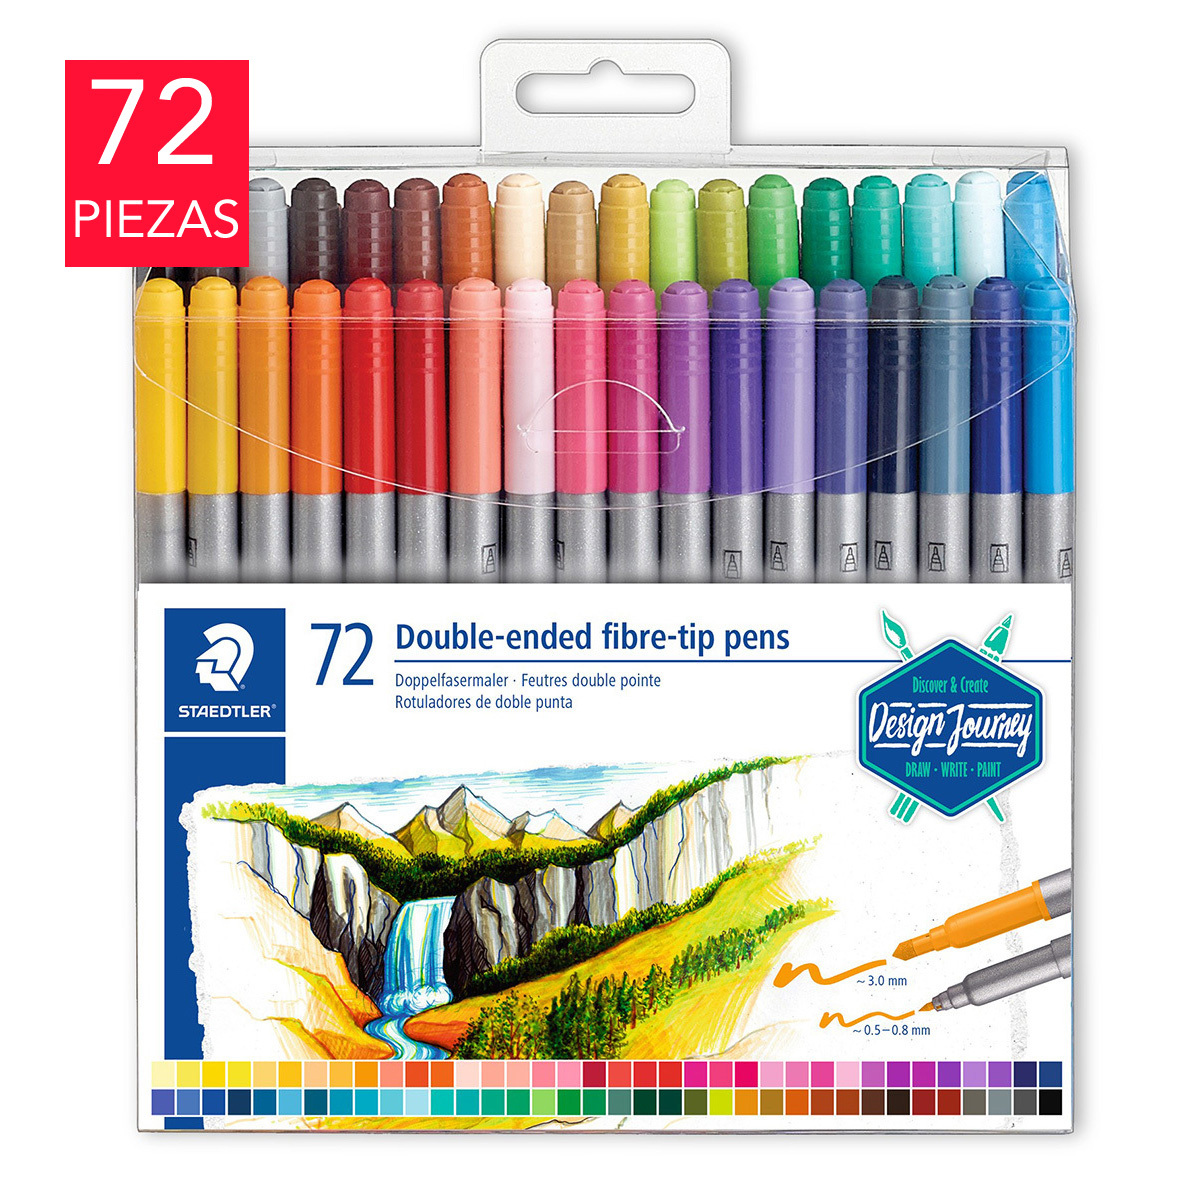 72
PIEZAS
STAEDTLER®
72
Double-ended fibre-tip pens
Doppelfasermaler · Feutres double pointe
Rotuladores de doble punta
Discover & Create
Design Journey
DRAW · WRITE · PAINT
~ 3.0 mm
~ 0.5–0.8 mm